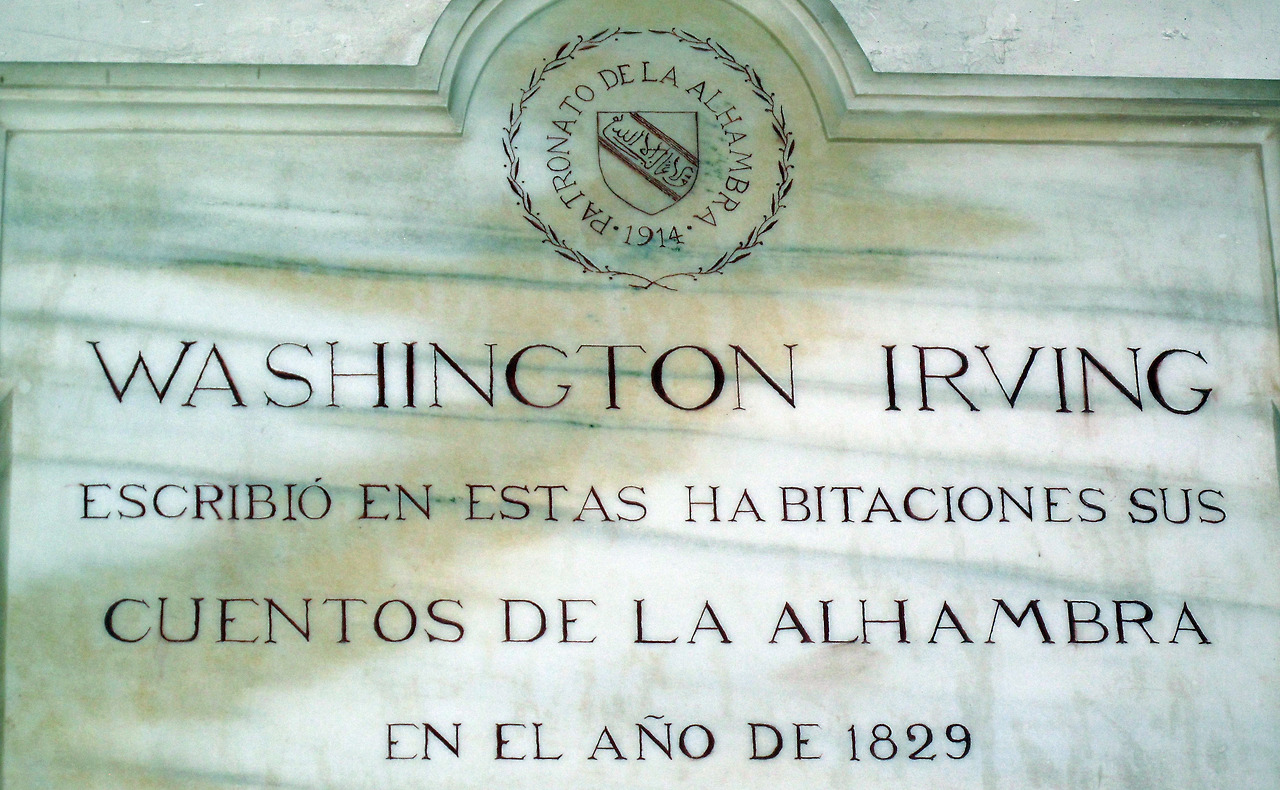 PATRONATO DE LA ALHAMBRA
·1914·
WASHINGTON IRVING
ESCRIBIÓ EN ESTAS HABITACIONES SUS
CUENTOS DE LA ALHAMBRA
EN EL AÑO DE 1829